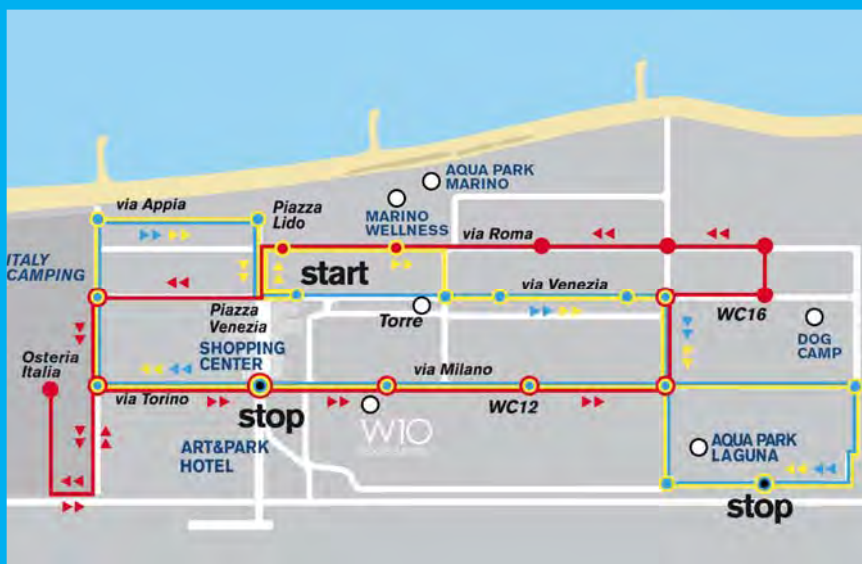 AQUA PARK
MARINO
via Appia
Piazza
Lido
MARINO
WELLNESS
via Roma
ITALY
CAMPING
start
via Venezia
Piazza
Venezia
Torre
WC16
SHOPPING
CENTER
DOG
CAMP
Osteria
Italia
via Milano
via Torino
stop
WC12
W10
ART&PARK
HOTEL
AQUA PARK
LAGUNA
stop